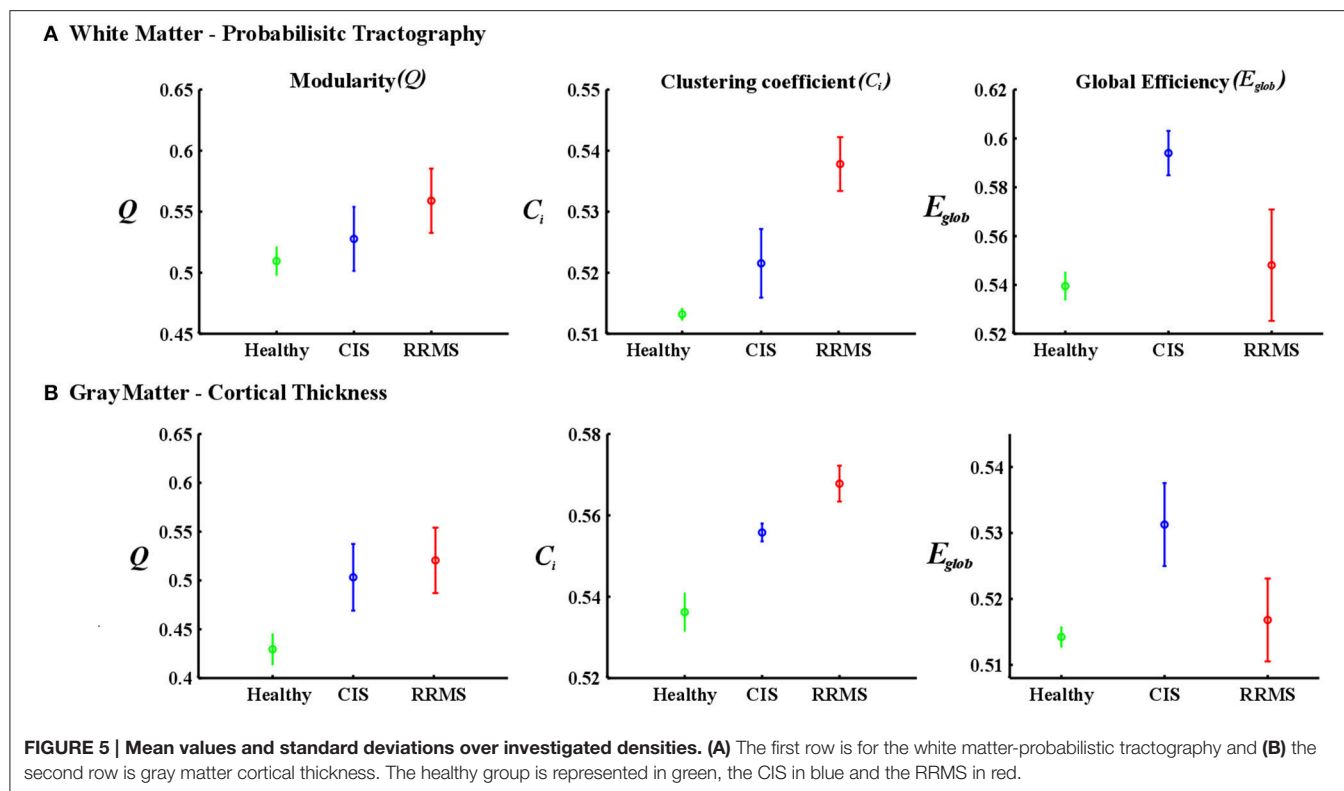 A White Matter - Probabilisitc Tractography
Modularity(Q)
0.65
0.6
0.55
0.5
0.45
Q
Healthy CIS RRMS
Clustering coefficient(Ci)
0.55
0.54
0.53
0.52
0.51
Ci
Healthy CIS RRMS
Global Efficiency(Eglob)
0.62
0.6
0.58
0.56
0.54
0.52
Eglob
Healthy CIS RRMS
B Gray Matter - Cortical Thickness
0.65
0.6
0.55
0.5
0.45
0.4
Q
Healthy CIS RRMS
0.58
0.56
0.54
0.52
Ci
Healthy CIS RRMS
0.54
0.53
0.52
0.51
Eglob
Healthy CIS RRMS
FIGURE 5 | Mean values and standard deviations over investigated densities. (A) The first row is for the white matter-probabilistic tractography and (B) the
second row is gray matter cortical thickness. The healthy group is represented in green, the CIS in blue and the RRMS in red.